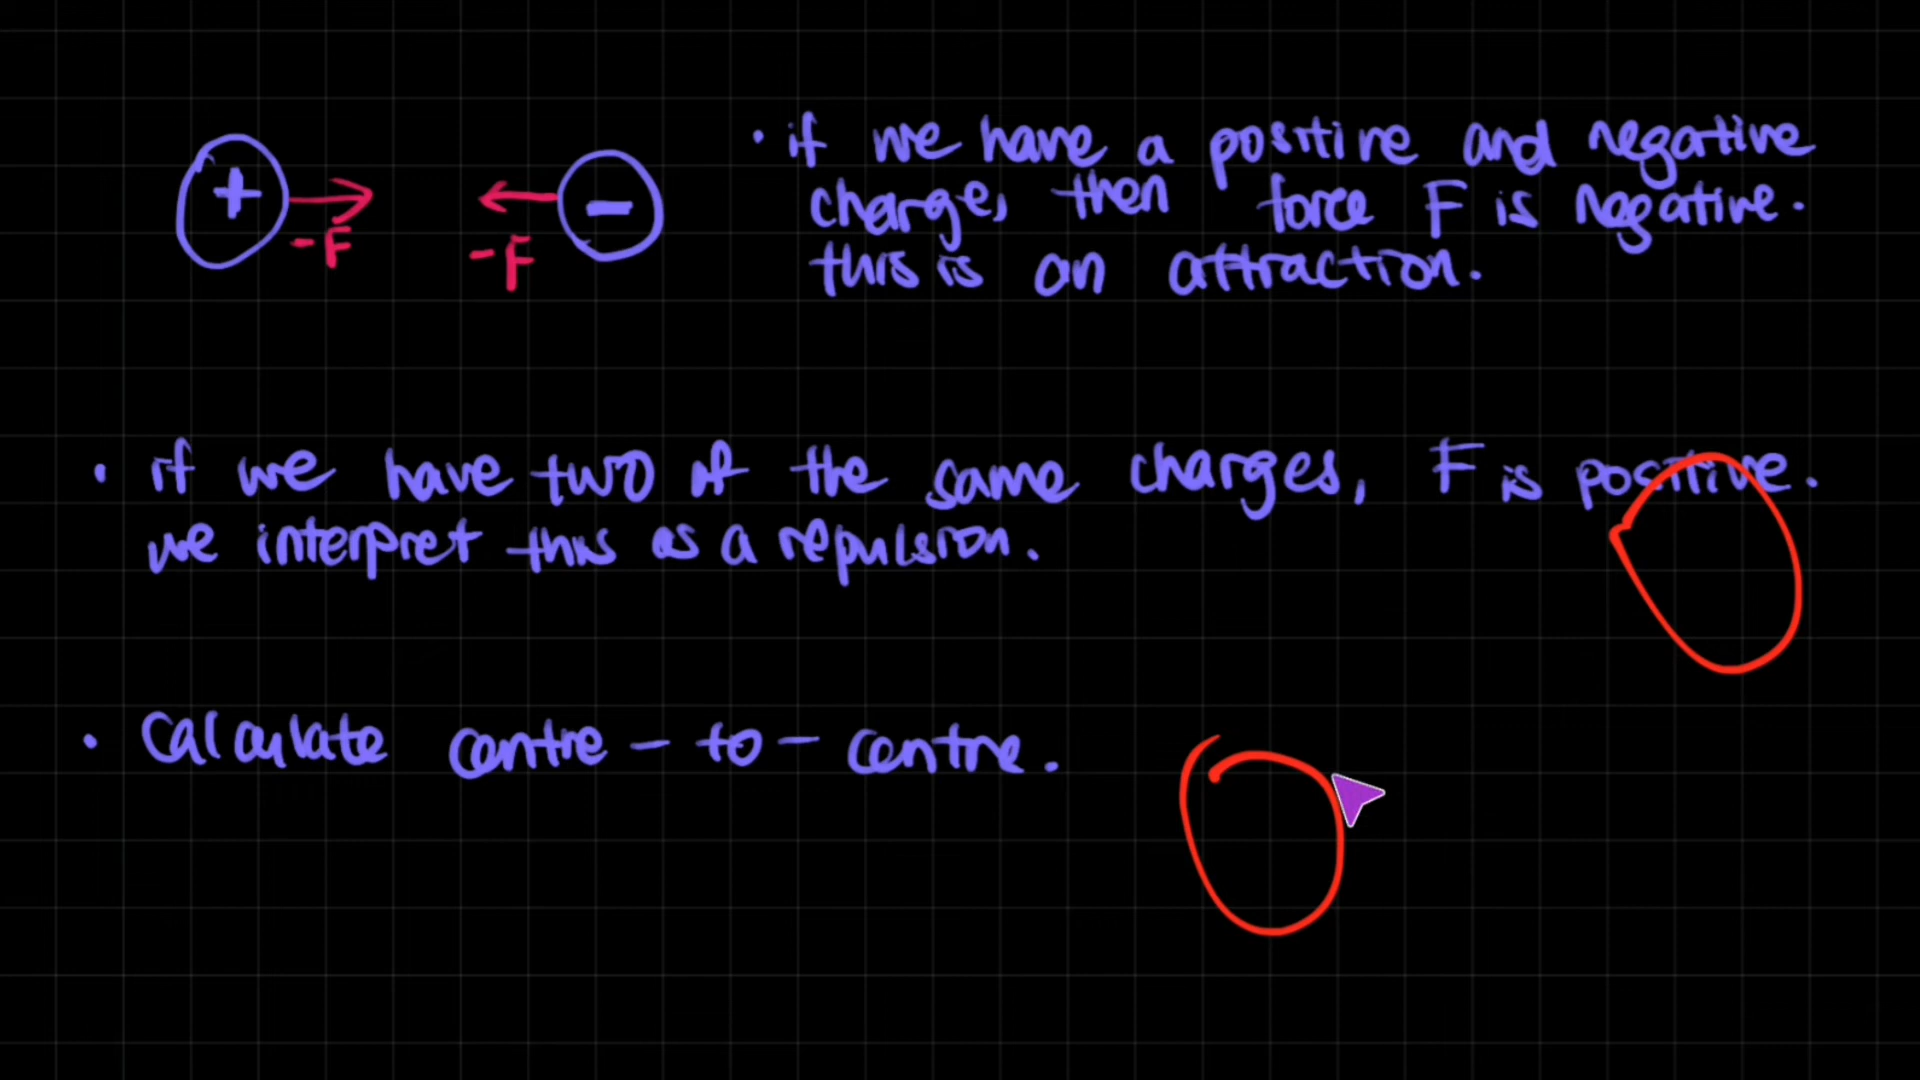 + -
-F -F
• if we have a positive and negative
charge, then force F is negative.
this is an attraction.
• if we have two of the same charges, F is positive.
we interpret this as a repulsion.
• Calculate centre-to-centre.